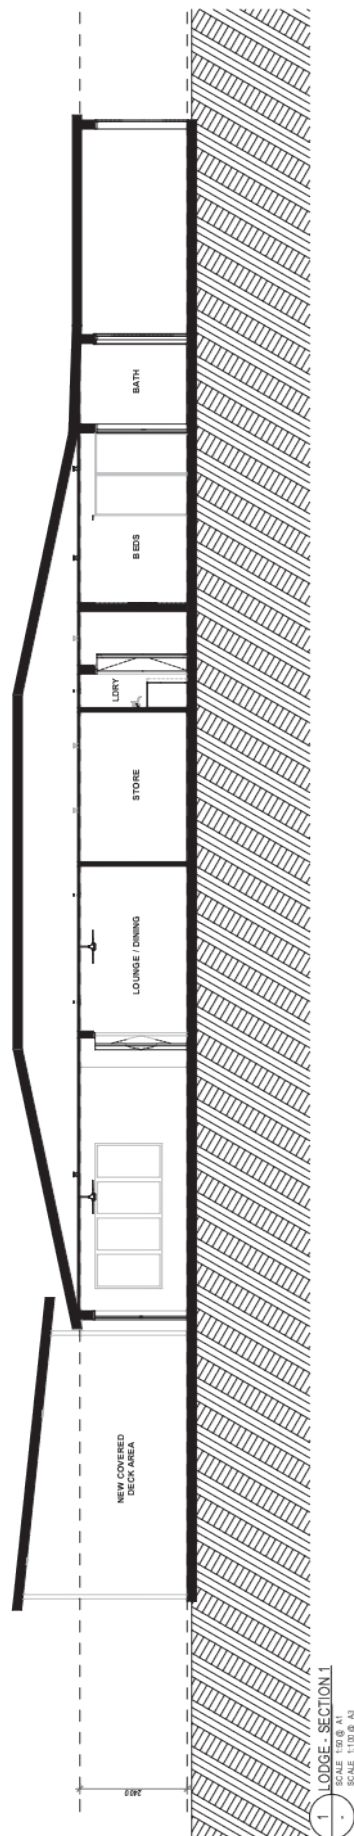 NEW COVERED
DECK AREA
LOUNGE / DINING
STORE
LDRY
BEDS
BATH
2400
1
-
LODGE - SECTION 1
SCALE 1:50 @ A1
SCALE 1:100 @ A3